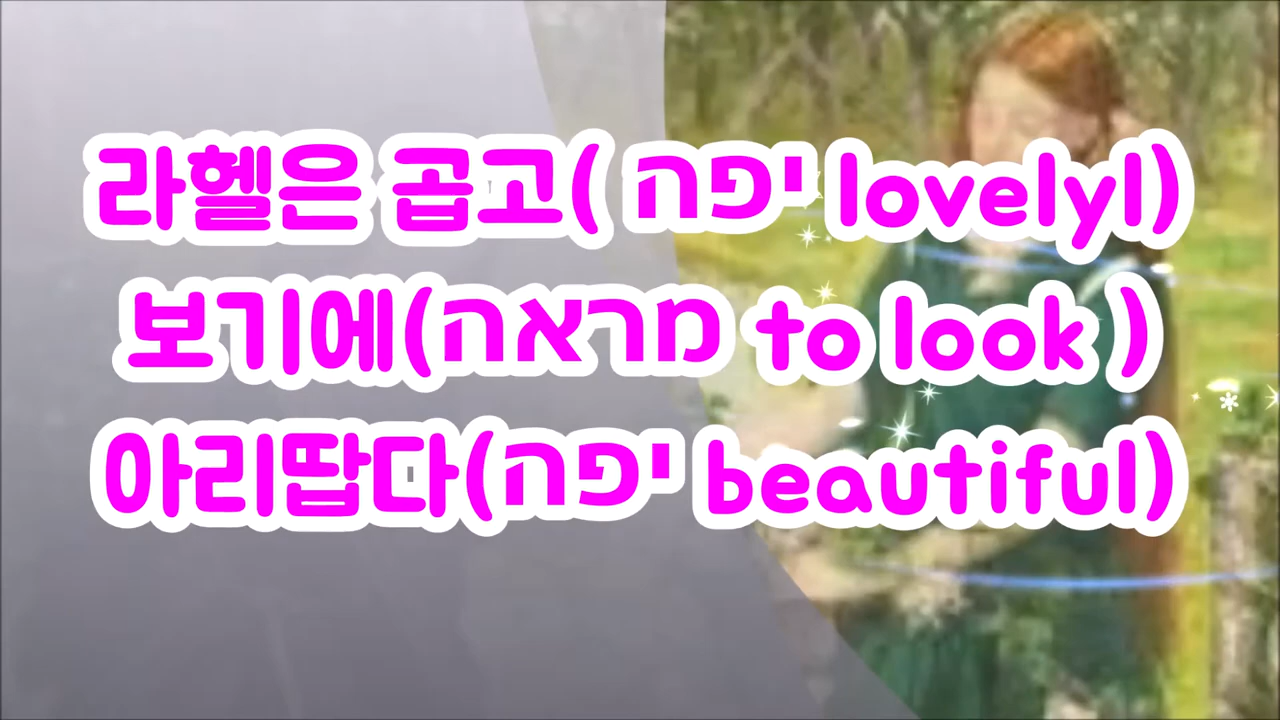 라헬은 곱고( יפה lovelyl)
보기에(מראה to look )
아리땁다(יפה beautiful)